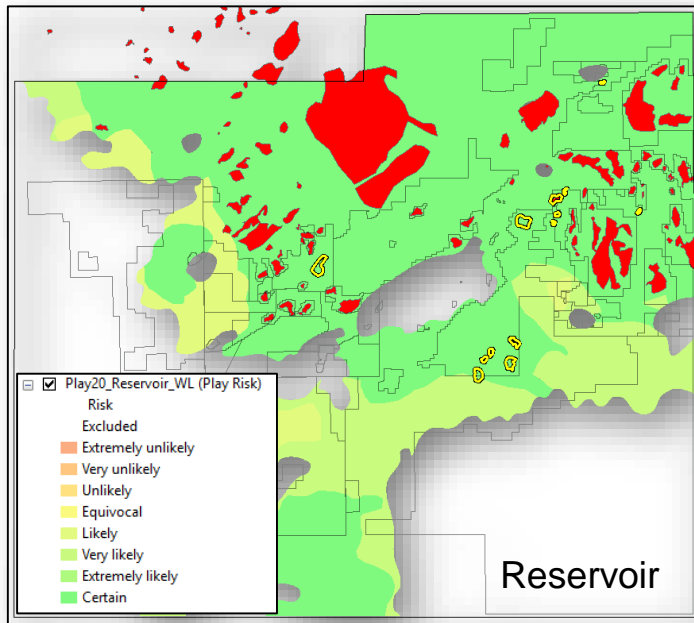 Play20_Reservoir_WL (Play Risk)
Risk
Excluded
Extremely unlikely
Very unlikely
Unlikely
Equivocal
Likely
Very likely
Extremely likely
Certain
Reservoir